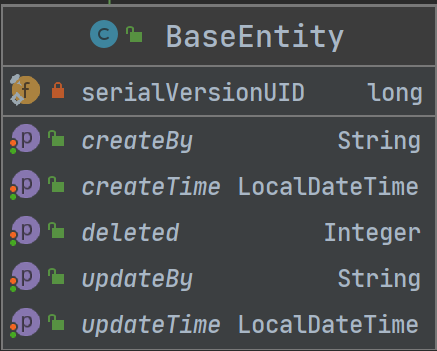 C BaseEntity
f serialVersionUID long
p createBy String
p createTime LocalDateTime
p deleted Integer
p updateBy String
p updateTime LocalDateTime